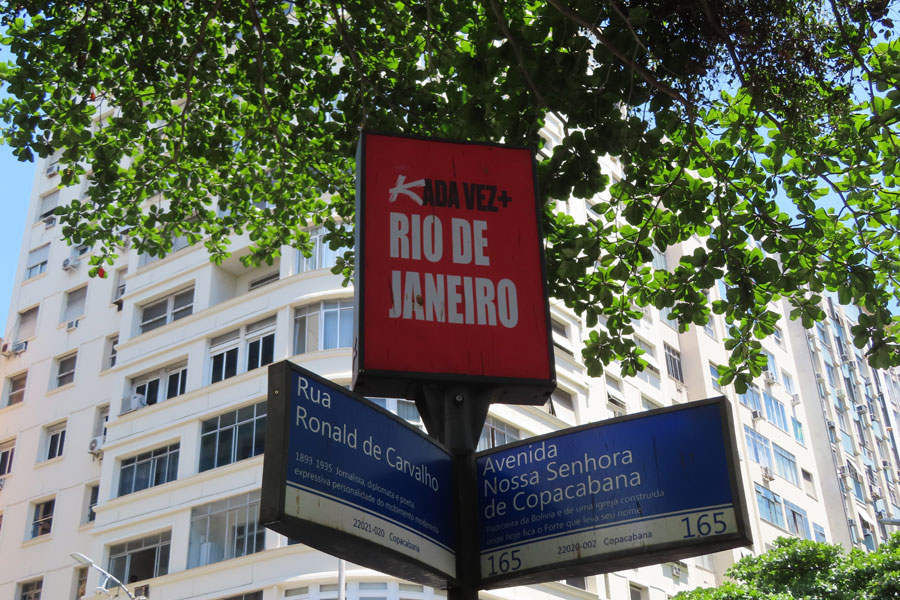 KADA VEZ+
RIO DE
JANEIRO
Rua
Ronald de Carvalho
1893 1935. Jornalista, diplomata e poeta,
expressiva personalidade do movimento modernista
22021-020 Copacabana
Avenida
Nossa Senhora
de Copacabana
Padroeira da Bolívia e de uma igreja construída
onde hoje fica o Forte que leva seu nome
165 22020-002 Copacabana 165